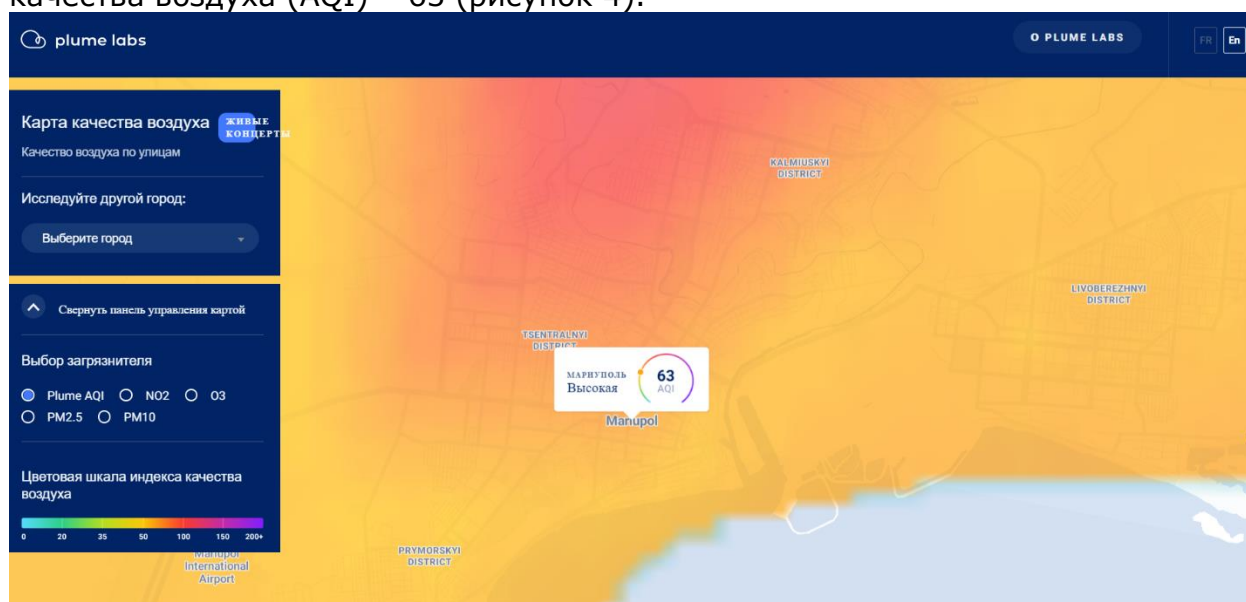 качества воздуха (AQI) – 63 (рисунок 4).
plume labs
О PLUME LABS
FR
En
Карта качества воздуха
ЖИВЫЕ
КОНЦЕРТЫ
Качество воздуха по улицам
Исследуйте другой город:
Выберите город
Свернуть панель управления картой
Выбор загрязнителя
Plume AQI NO2 O3
PM2.5 PM10
Цветовая шкала индекса качества
воздуха
0 20 35 50 100 150 200+
KALMIUSKYI
DISTRICT
LIVOBEREZHNYI
DISTRICT
TSENTRALNYI
DISTRICT
МАРИУПОЛЬ
Высокая
63
AQI
Mariupol
PRYMORSKYI
DISTRICT
Mariupol
International
Airport